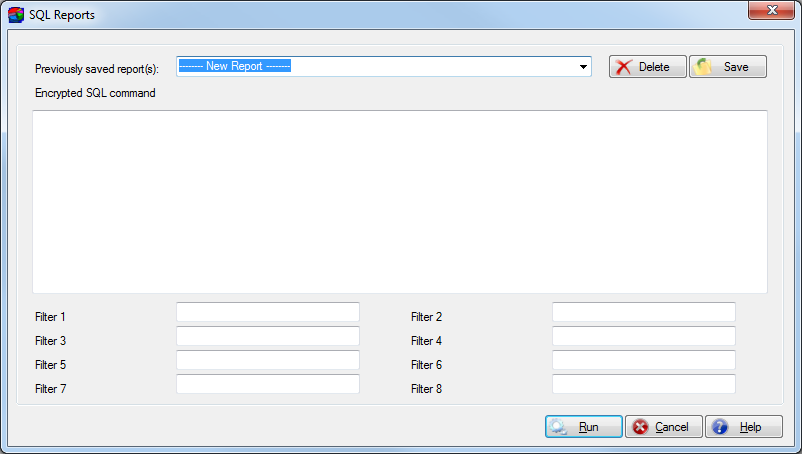 SQL Reports
Previously saved report(s):
-------- New Report --------
Delete
Save
Encrypted SQL command
Filter 1
Filter 2
Filter 3
Filter 4
Filter 5
Filter 6
Filter 7
Filter 8
Run
Cancel
Help